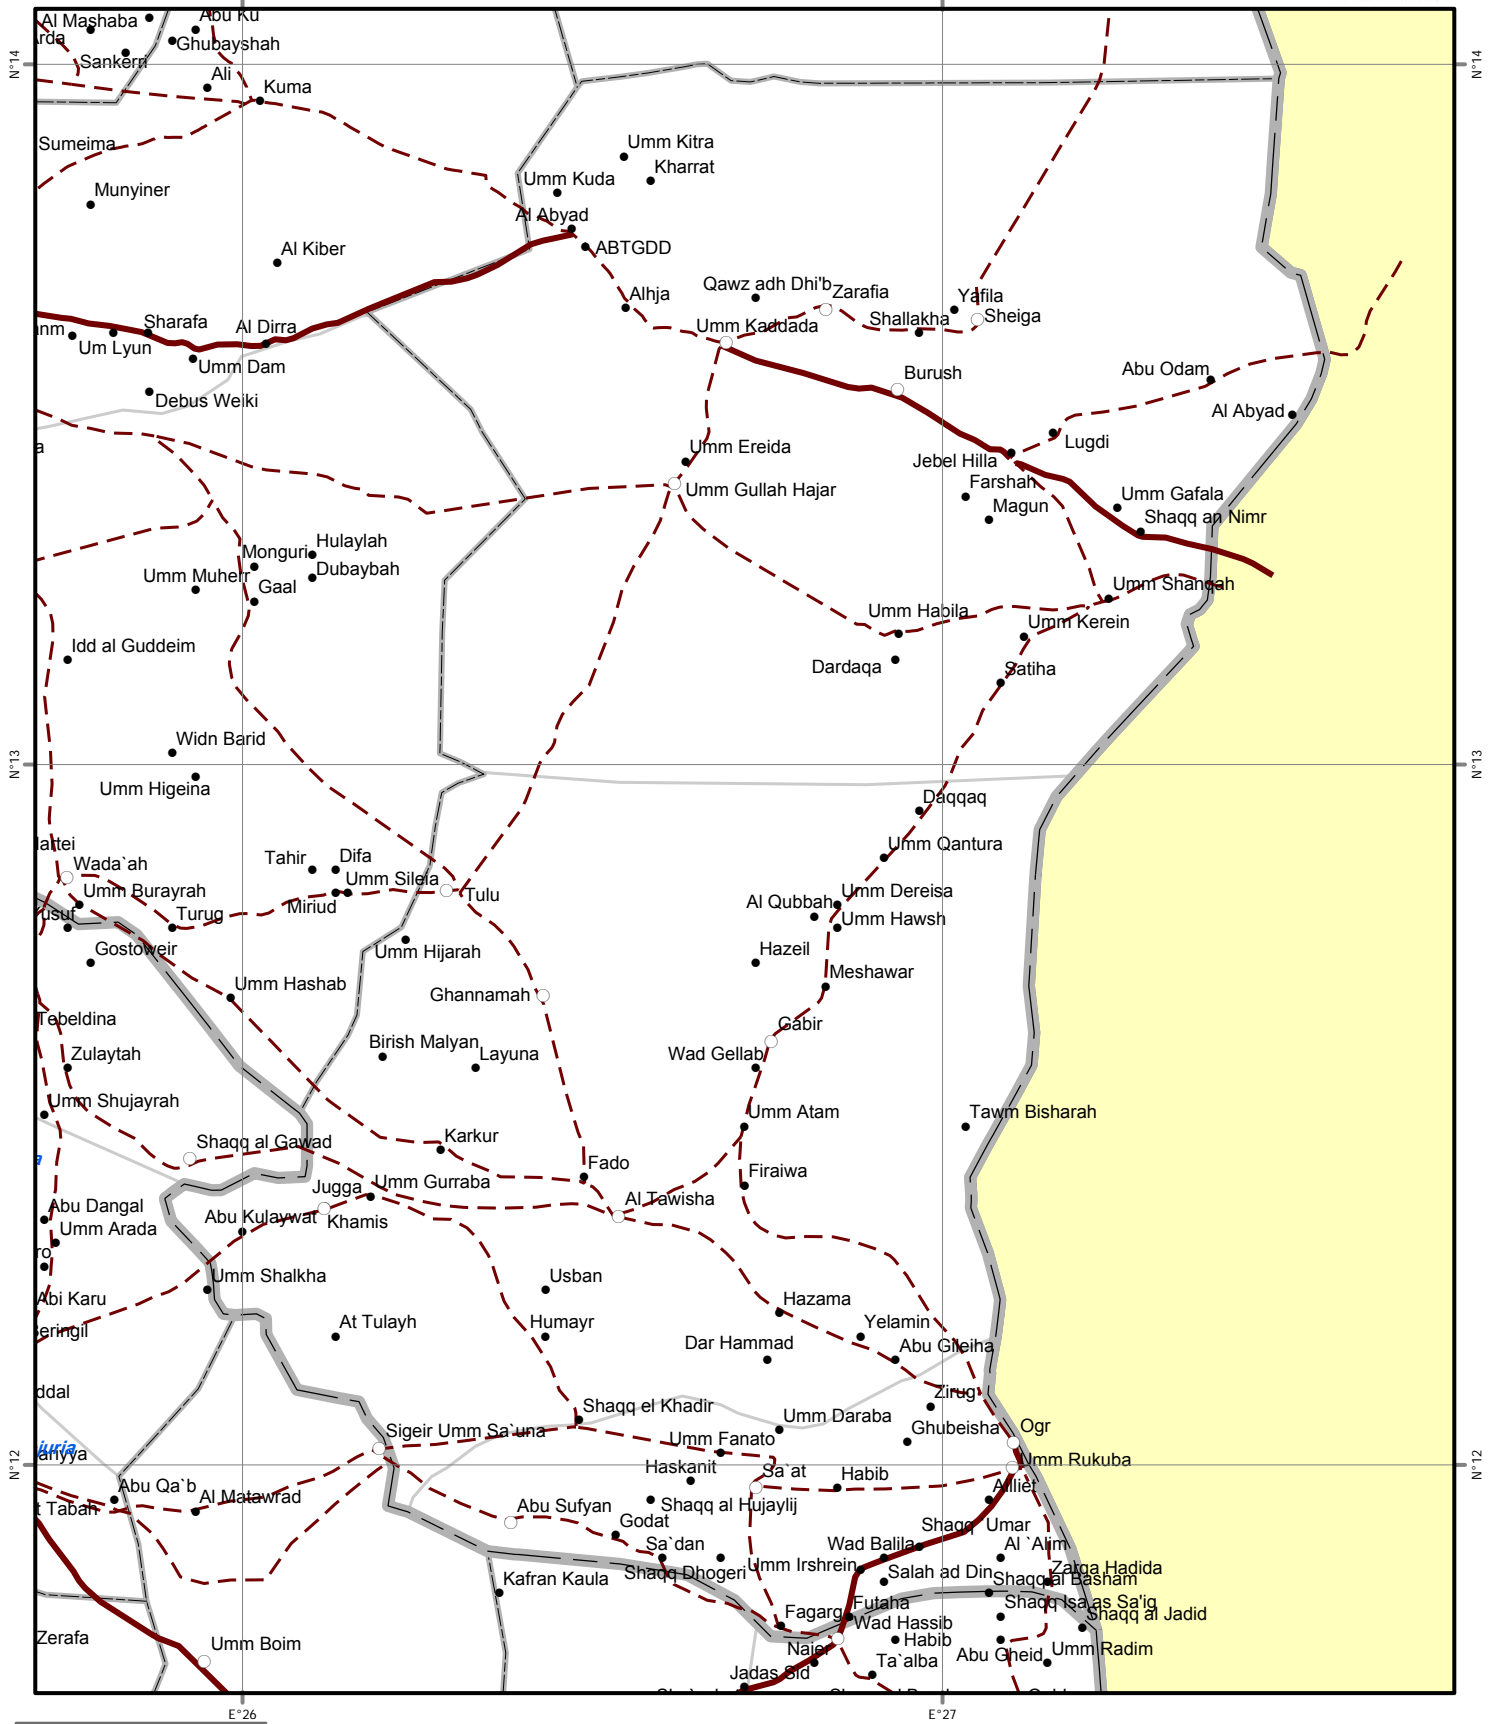 Al Mashaba
Abu Ku
Ghubayshah
Sankerri
N°14
N°14
Ali
Kuma
Sumeima
Umm Kitra
Kharrat
Munyiner
Umm Kuda
Al Abyad
ABTGDD
Al Kiber
Qawz adh Dhi'b
Zarafia
Yafila
Alhja
Shallakha
Sheiga
Sharafa
Al Dirra
Umm Kaddada
anm
Um Lyun
Umm Dam
Burush
Abu Odam
Debus Weiki
Al Abyad
Umm Ereida
Lugdi
Jebel Hilla
a
Umm Gullah Hajar
Farshah
Magun
Umm Gafala
Shaqq an Nimr
Hulaylah
Monguri
Dubaybah
Umm Muherr
Gaal
Umm Shanqah
Umm Habila
Umm Kerein
Idd al Guddeim
Dardaqa
Satiha
Widn Barid
N°13
N°13
Umm Higeina
Daqqaq
Umm Qantura
Wada`ah
Tahir
Difa
Umm Sileia
Umm Burayrah
Tulu
Al Qubbah
Umm Dereisa
Turug
Miriud
Umm Hawsh
Gostoweir
Umm Hijarah
Hazeil
Meshawar
Umm Hashab
Ghannamah
Tebeldina
Gabir
Zulaytah
Birish Malyan
Layuna
Wad Gellab
Umm Shujayrah
Umm Atam
Tawm Bisharah
Shaqq al Gawad
Karkur
Fado
Firaiwa
Jugga
Umm Gurraba
Abu Dangal
Abu Kulaywat
Khamis
Al Tawisha
Umm Arada
ro
Umm Shalkha
Usban
Abi Karu
Hazama
Beringil
At Tulayh
Humayr
Yelamin
Dar Hammad
Abu Gileiha
ddal
Zirug
Shaqq el Khadir
Sigeir Umm Sa`una
Umm Daraba
Ghubeisha
Ogr
Umm Fanato
Umm Rukuba
N°12
N°12
Haskanit
Sa`at
Habib
Abu Qa`b
Al Matawrad
Alliet
t Tabah
Abu Sufyan
Shaqq al Hujaylij
Godat
Shaqq Umar
Sa`dan
Wad Balila
Al `Alim
Shaqq Dhogeri
Umm Irshrein
Salah ad Din
Zarqa Hadida
Kafran Kaula
Shaqq al Basham
Futaha
Shaqq Isa as Sa'ig
Fagarg
Wad Hassib
Shaqq al Jadid
Zerafa
Umm Boim
Najer
Habib
Abu Gheid
Umm Radim
Jadas Sid
Ta`alba
E°26
E°27